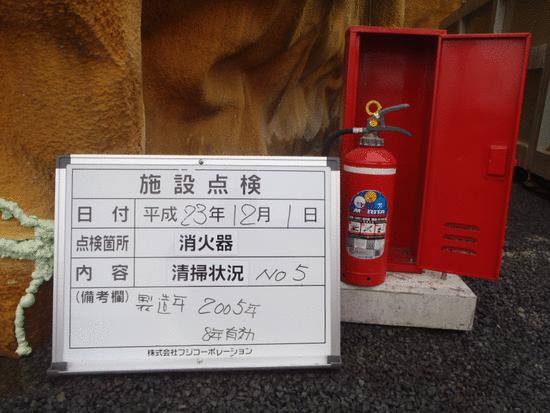 施設点検
日付 平成23年12月1日
点検箇所 消火器
内容 清掃状況 NO5
(備考欄) 製造年 2005年
8年有効
株式会社フジコーポレーション
MORITA